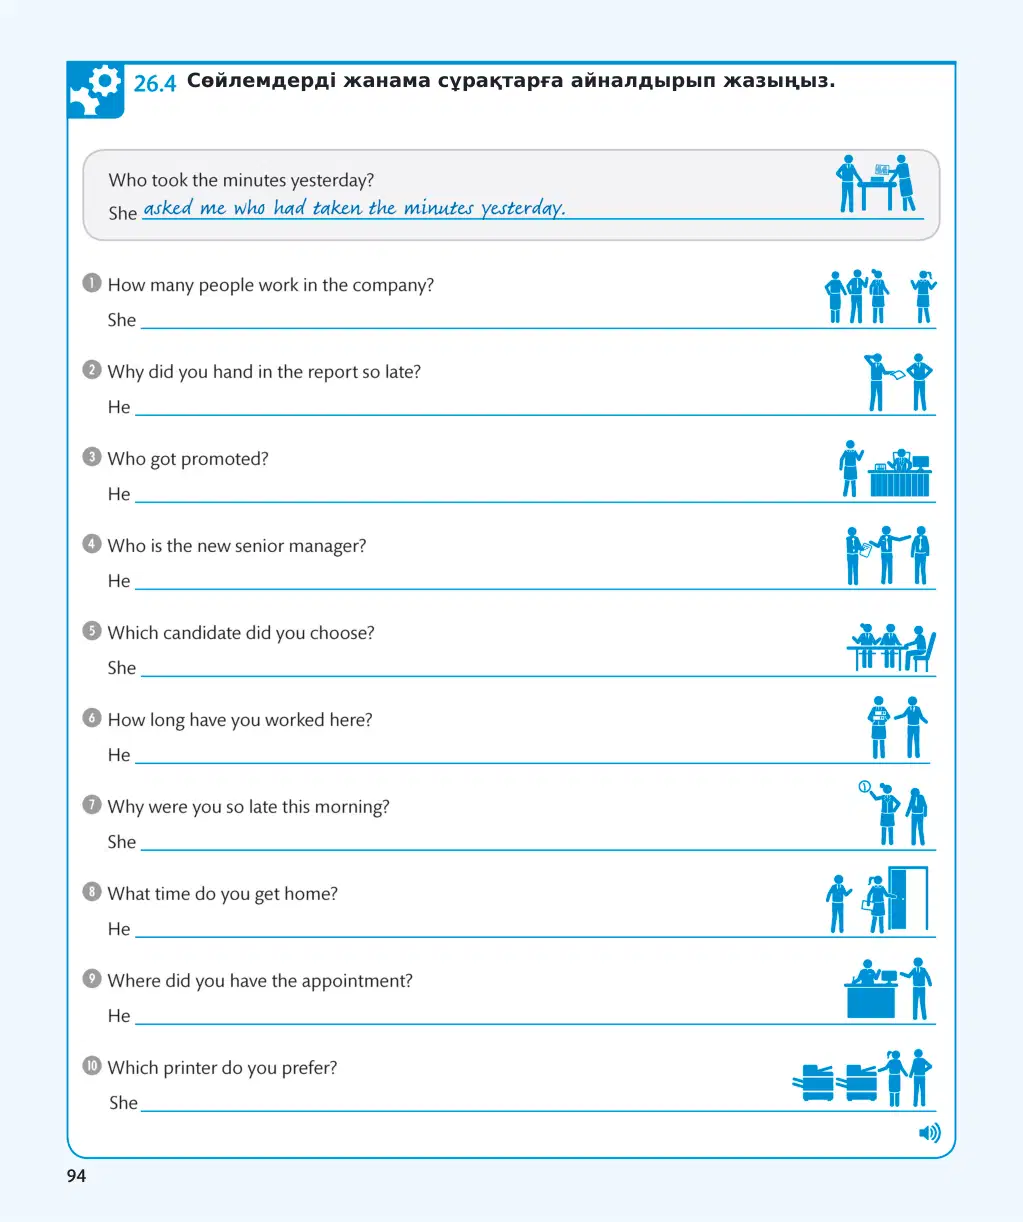 26.4 Сөйлемдерді жанама сұрақтарға айналдырып жазыңыз.
Who took the minutes yesterday?
She asked me who had taken the minutes yesterday.
1 How many people work in the company?
She
2 Why did you hand in the report so late?
He
3 Who got promoted?
He
4 Who is the new senior manager?
He
5 Which candidate did you choose?
She
6 How long have you worked here?
He
7 Why were you so late this morning?
She
8 What time do you get home?
He
9 Where did you have the appointment?
He
10 Which printer do you prefer?
She
94